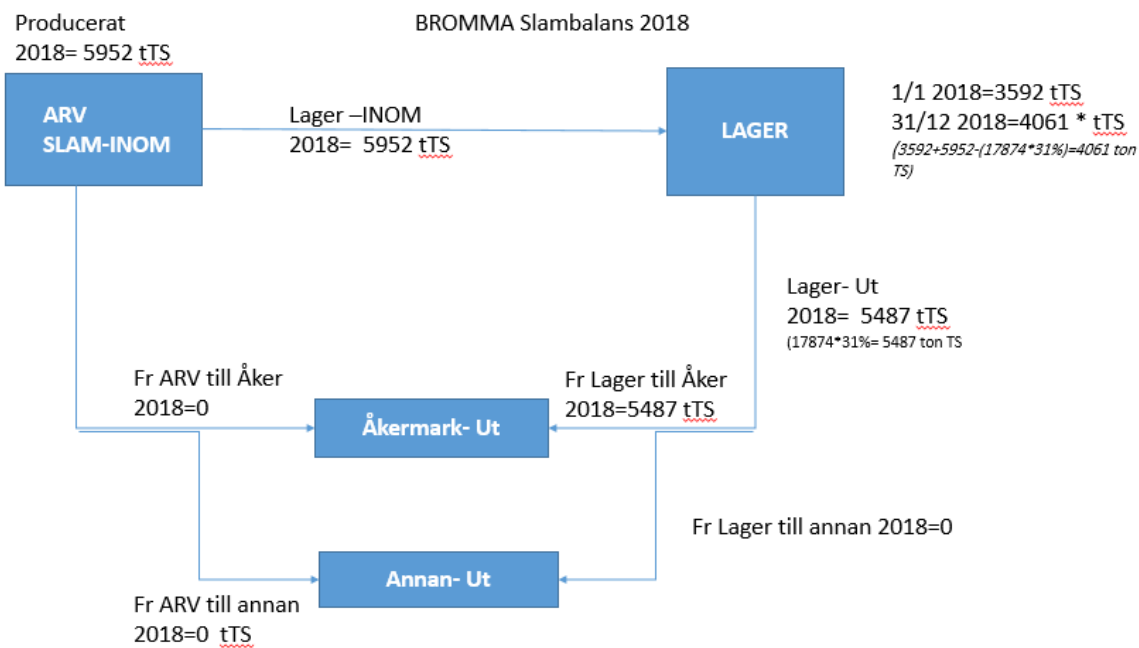 Producerat
2018= 5952 tTS
BROMMA Slambalans 2018
ARV
SLAM-INOM
Lager –INOM
2018=  5952 tTS
LAGER
1/1 2018=3592 tTS
31/12 2018=4061 * tTS
(3592+5952-(17874*31%)=4061 ton
TS)
Lager- Ut
2018=  5487 tTS
(17874*31%= 5487 ton TS
Fr ARV till Åker
2018=0
Fr Lager till Åker
2018=5487 tTS
Åkermark- Ut
Fr Lager till annan 2018=0
Annan- Ut
Fr ARV till annan
2018=0  tTS